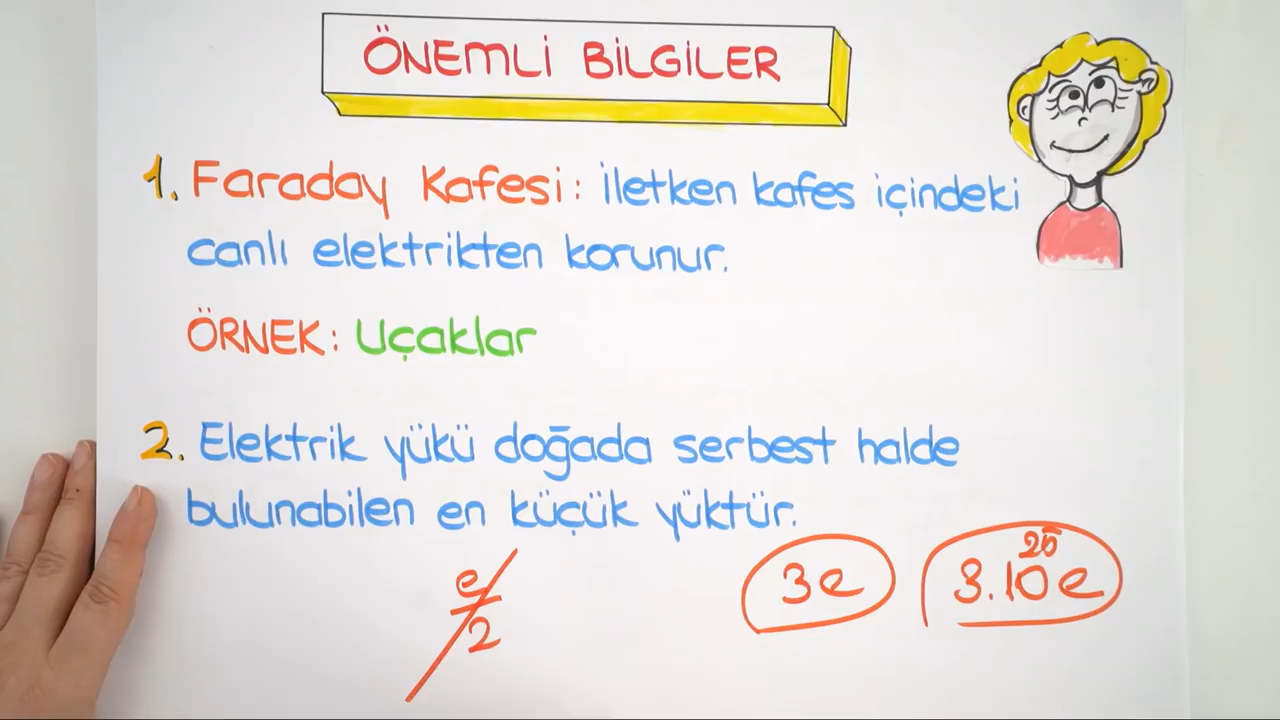 ÖNEMLİ BİLGİLER
1. Faraday Kafesi: İletken kafes içindeki
canlı elektrikten korunur.
ÖRNEK: Uçaklar
2. Elektrik yükü doğada serbest halde
bulunabilen en küçük yüktür.
e/2
3e
3.10²⁵e